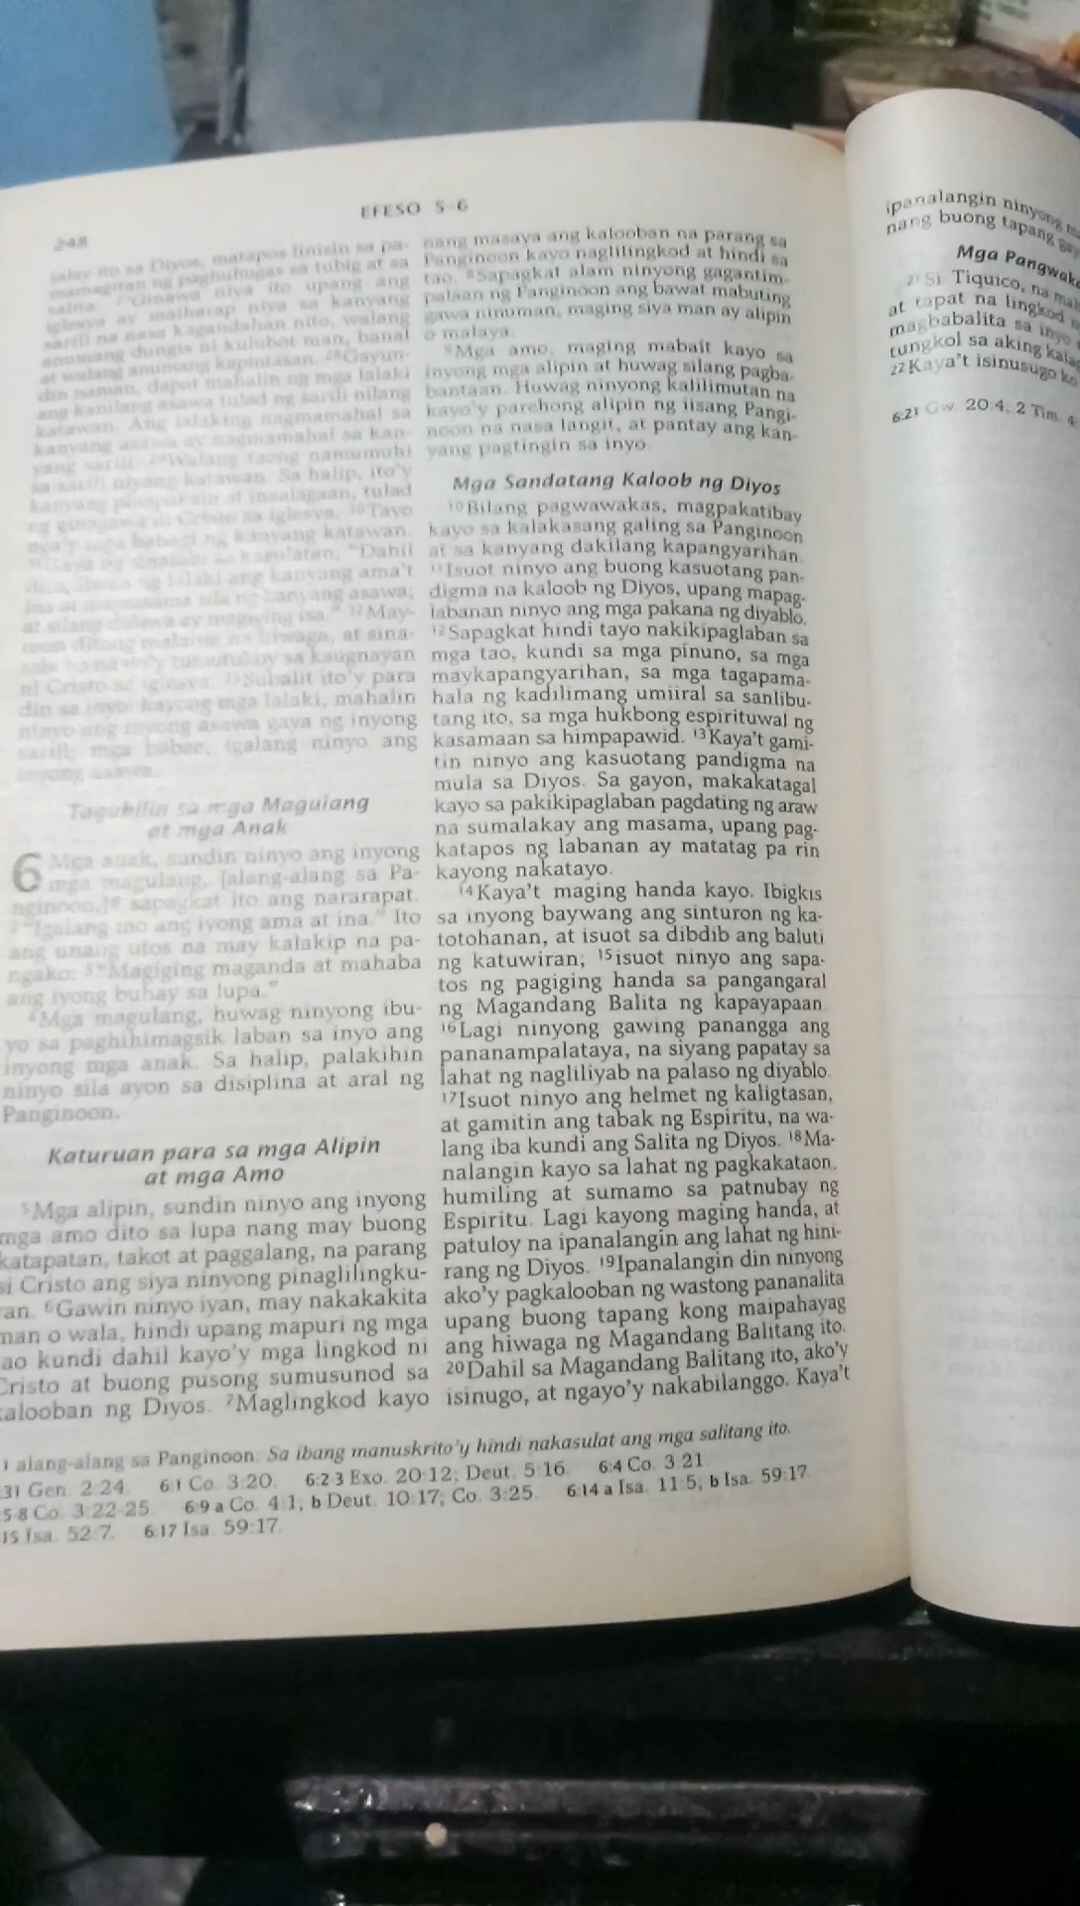 EFESO 5-6
248
sa Diyos, matapos linisin sa pa-
mamagitan ng paghuhugas sa tubig at sa
salita. ²⁷Ginawa niya ito upang ang
iglesya ay maiharap niya sa kanyang
sarili na nasa kagandahan nito, walang
anumang dungis ni kulubot man, banal
at walang anumang kapintasan. ²⁸Gayun-
din naman, dapat mahalin ng mga lalaki
ang kanilang asawa tulad ng sarili nilang
katawan. Ang lalaking nagmamahal sa
kanyang asawa ay nagmamahal sa kan-
yang sarili. ²⁹Walang taong namumuhi
sa sarili niyang katawan. Sa halip, ito'y
kanyang pinapakain at inaalagaan, tulad
ng ginagawa ni Cristo sa iglesya. ³⁰Tayo
mga bahagi ng kanyang katawan.
ng sinasabi sa kasulatan, "Dahil
ng lalaki ang kanyang ama't
ina at magsasama sila ng kanyang asawa;
at silang dalawa ay magiging isa." ³²May-
roon ditong malalim na hiwaga, at sina-
sabi ko na tumutukoy sa kaugnayan
ni Cristo sa iglesya. ³³Subalit ito'y para
din sa inyo: kayong mga lalaki, mahalin
ninyo ang inyong asawa gaya ng inyong
sarili; mga babae, igalang ninyo ang
inyong asawa.
Tagubilin sa mga Magulang
at mga Anak
6 Mga anak, sundin ninyo ang inyong
mga magulang, [alang-alang sa Pa-
nginoon,]# sapagkat ito ang nararapat.
²"Igalang mo ang iyong ama at ina." Ito
ang unang utos na may kalakip na pa-
ngako: ³"Magiging maganda at mahaba
ang iyong buhay sa lupa."
⁴Mga magulang, huwag ninyong ibu-
yo sa paghihimagsik laban sa inyo ang
inyong mga anak. Sa halip, palakihin
ninyo sila ayon sa disiplina at aral ng
Panginoon.
Katuruan para sa mga Alipin
at mga Amo
⁵Mga alipin, sundin ninyo ang inyong
mga amo dito sa lupa nang may buong
katapatan, takot at paggalang, na parang
si Cristo ang siya ninyong pinaglilingku-
ran. ⁶Gawin ninyo iyan, may nakakakita
man o wala, hindi upang mapuri ng mga
ao kundi dahil kayo'y mga lingkod ni
Cristo at buong pusong sumusunod sa
kalooban ng Diyos. ⁷Maglingkod kayo
nang masaya ang kalooban na parang sa
Panginoon kayo naglilingkod at hindi sa
tao. ⁸Sapagkat alam ninyong gagantim-
palaan ng Panginoon ang bawat mabuting
gawa ninuman, maging siya man ay alipin
o malaya.
⁹Mga amo, maging mabait kayo sa
inyong mga alipin at huwag silang pagba-
bantaan. Huwag ninyong kalilimutan na
kayo'y parehong alipin ng iisang Pangi-
noon na nasa langit, at pantay ang kan-
yang pagtingin sa inyo.
Mga Sandatang Kaloob ng Diyos
¹⁰Bilang pagwawakas, magpakatibay
kayo sa kalakasang galing sa Panginoon
at sa kanyang dakilang kapangyarihan.
¹¹Isuot ninyo ang buong kasuotang pan-
digma na kaloob ng Diyos, upang mapag-
labanan ninyo ang mga pakana ng diyablo.
¹²Sapagkat hindi tayo nakikipaglaban sa
mga tao, kundi sa mga pinuno, sa mga
maykapangyarihan, sa mga tagapama-
hala ng kadilimang umiiral sa sanlibu-
tang ito, sa mga hukbong espirituwal ng
kasamaan sa himpapawid. ¹³Kaya't gami-
tin ninyo ang kasuotang pandigma na
mula sa Diyos. Sa gayon, makakatagal
kayo sa pakikipaglaban pagdating ng araw
na sumalakay ang masama, upang pag-
katapos ng labanan ay matatag pa rin
kayong nakatayo.
¹⁴Kaya't maging handa kayo. Ibigkis
sa inyong baywang ang sinturon ng ka-
totohanan, at isuot sa dibdib ang baluti
ng katuwiran; ¹⁵isuot ninyo ang sapa-
tos ng pagiging handa sa pangangaral
ng Magandang Balita ng kapayapaan.
¹⁶Lagi ninyong gawing panangga ang
pananampalataya, na siyang papatay sa
lahat ng nagliliyab na palaso ng diyablo.
¹⁷Isuot ninyo ang helmet ng kaligtasan,
at gamitin ang tabak ng Espiritu, na wa-
lang iba kundi ang Salita ng Diyos. ¹⁸Ma-
nalangin kayo sa lahat ng pagkakataon,
humiling at sumamo sa patnubay ng
Espiritu. Lagi kayong maging handa, at
patuloy na ipanalangin ang lahat ng hini-
rang ng Diyos. ¹⁹Ipanalangin din ninyong
ako'y pagkalooban ng wastong pananalita
upang buong tapang kong maipahayag
ang hiwaga ng Magandang Balitang ito.
²⁰Dahil sa Magandang Balitang ito, ako'y
isinugo, at ngayo'y nakabilanggo. Kaya't
1 alang-alang sa Panginoon: Sa ibang manuskrito'y hindi nakasulat ang mga salitang ito.
:31 Gen. 2:24. 6:1 Co. 3:20. 6:2-3 Exo. 20:12; Deut. 5:16. 6:4 Co. 3:21.
:5-8 Co. 3:22-25. 6:9 a Co. 4:1; b Deut. 10:17; Co. 3:25. 6:14 a Isa. 11:5; b Isa. 59:17.
15 Isa. 52:7. 6:17 Isa. 59:17.
ipanalangin ninyong
nang buong tapang
Mga Pangwaka
²¹Si Tiquico, na
at tapat na lingkod
magbabalita sa inyo
tungkol sa aking
²²Kaya't isinusugo ko
6:21 Gw. 20:4; 2 Tim. 4